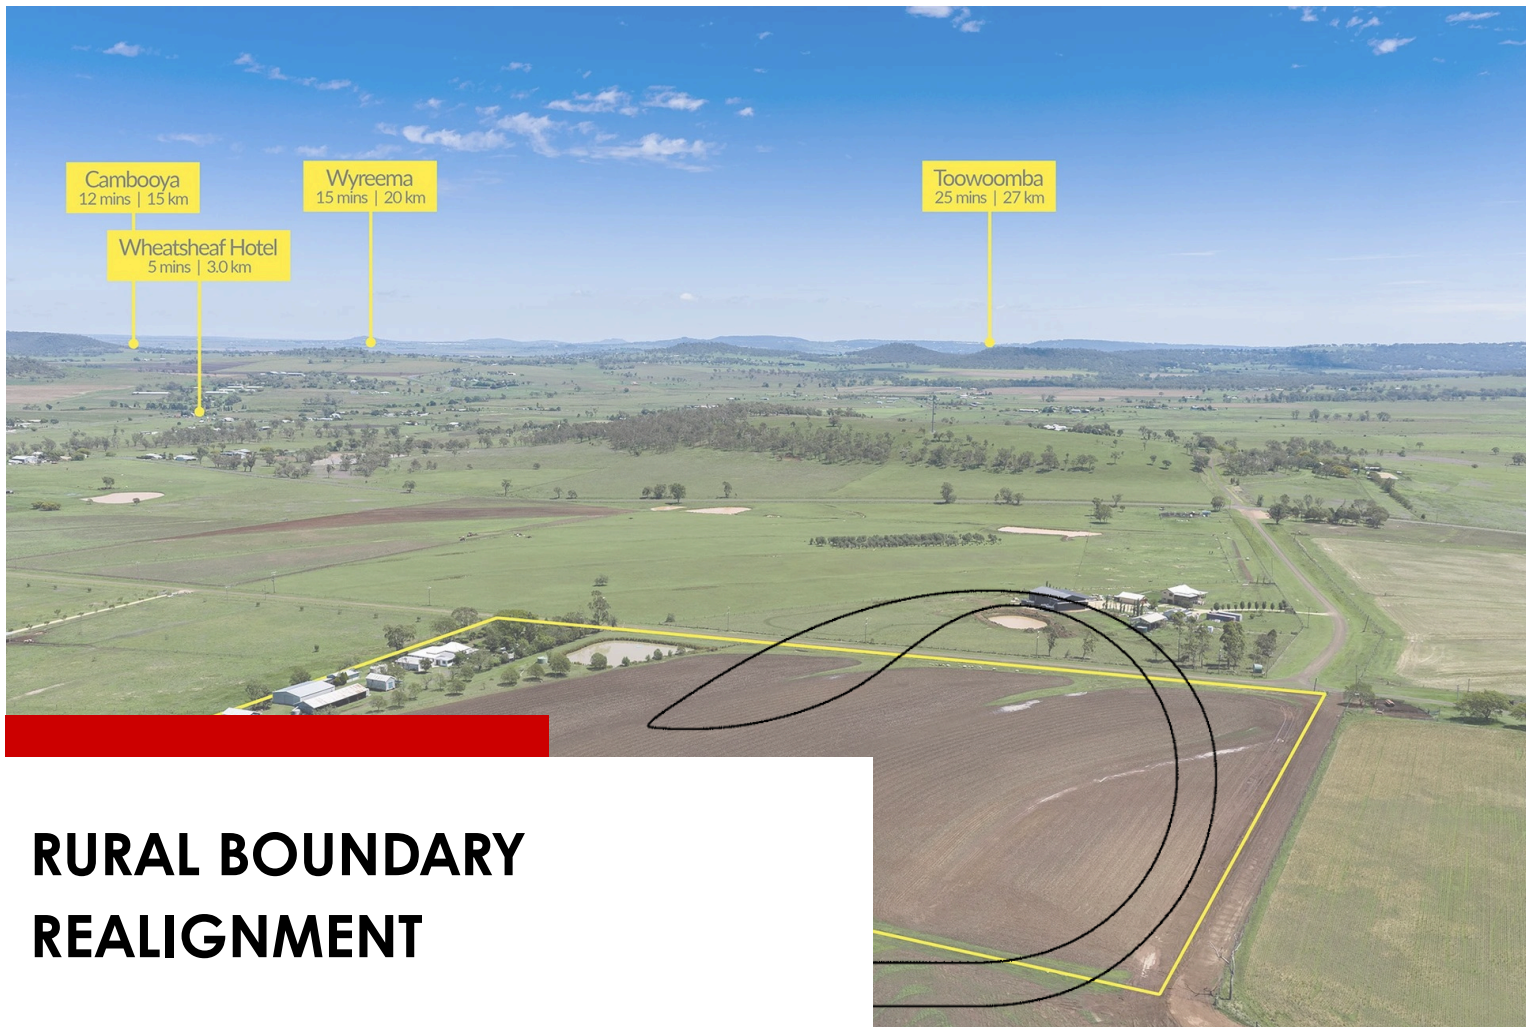 Cambooya
12 mins | 15 km
Wyreema
15 mins | 20 km
Toowoomba
25 mins | 27 km
Wheatsheaf Hotel
5 mins | 3.0 km
RURAL BOUNDARY
REALIGNMENT